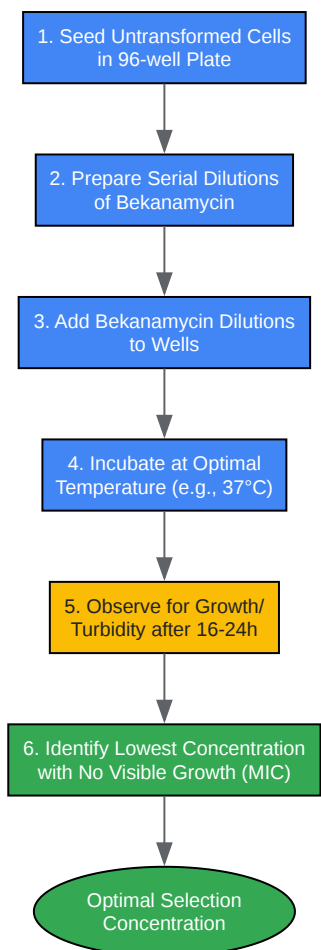 1. Seed Untransformed Cells
in 96-well Plate
2. Prepare Serial Dilutions
of Bekanamycin
3. Add Bekanamycin Dilutions
to Wells
4. Incubate at Optimal
Temperature (e.g., 37°C)
5. Observe for Growth/
Turbidity after 16-24h
6. Identify Lowest Concentration
with No Visible Growth (MIC)
Optimal Selection
Concentration